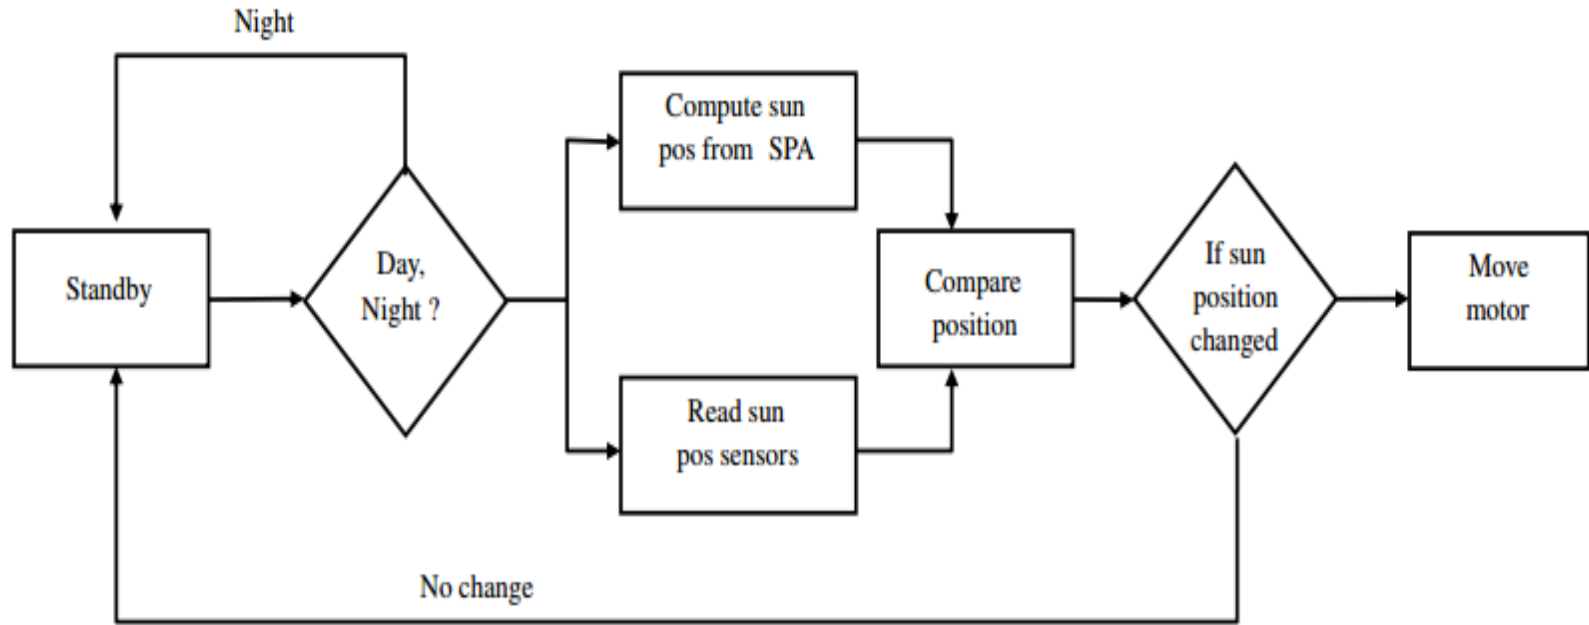 Night
Standby
Day,
Night ?
Compute sun
pos from SPA
Read sun
pos sensors
Compare
position
If sun
position
changed
Move
motor
No change